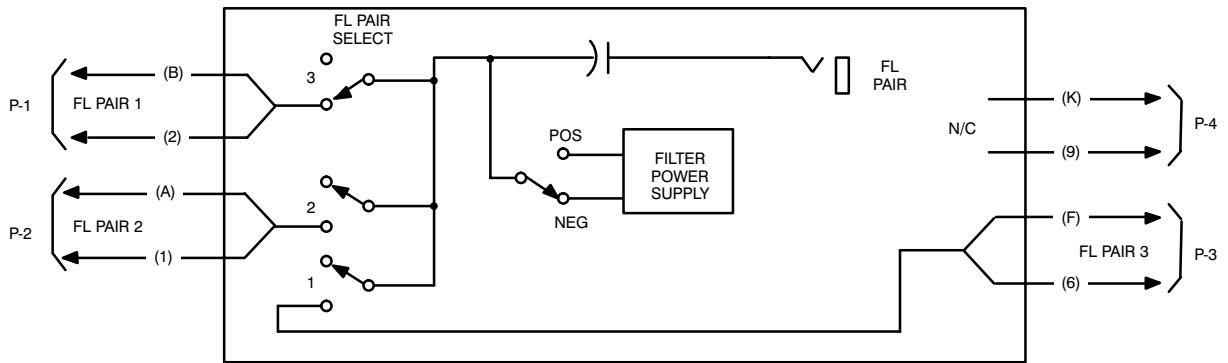 FL PAIR
SELECT
P-1
(B)
FL PAIR 1
(2)
3
P-2
(A)
FL PAIR 2
(1)
2
1
POS
NEG
FILTER
POWER
SUPPLY
FL
PAIR
N/C
(K)
(9)
P-4
(F)
FL PAIR 3
(6)
P-3